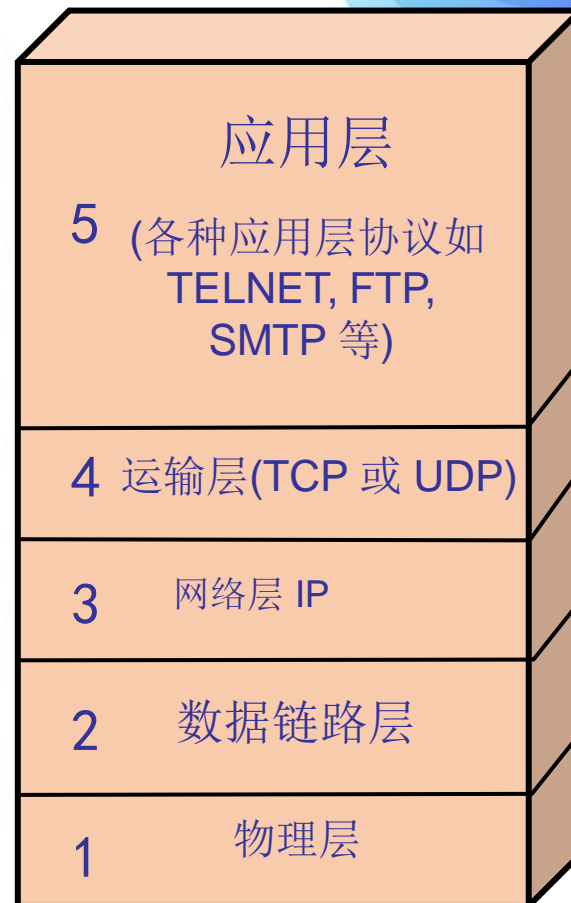 应用层
5 (各种应用层协议如
TELNET, FTP,
SMTP 等)
4 运输层(TCP 或 UDP)
3 网络层 IP
2 数据链路层
1 物理层